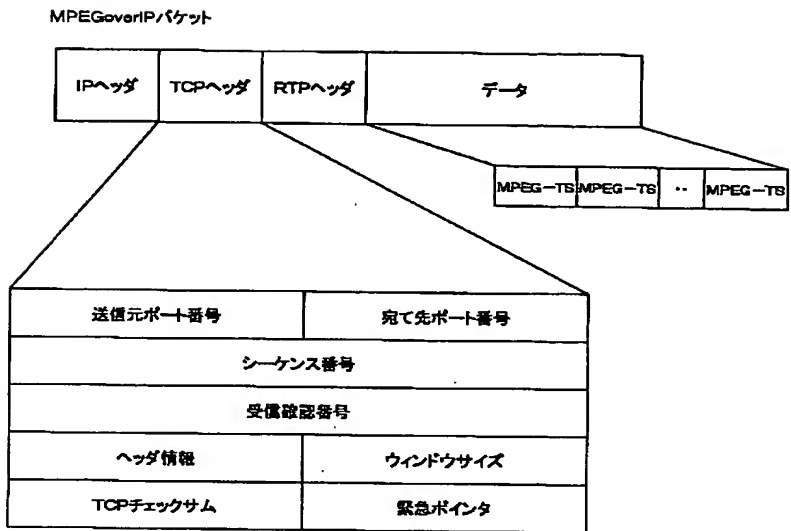 MPEGoverIPパケット
IPヘッダ TCPヘッダ RTPヘッダ データ
MPEG－TS MPEG－TS ‥ MPEG－TS
送信元ポート番号 宛て先ポート番号
シーケンス番号
受信確認番号
ヘッダ情報 ウィンドウサイズ
TCPチェックサム 緊急ポインタ